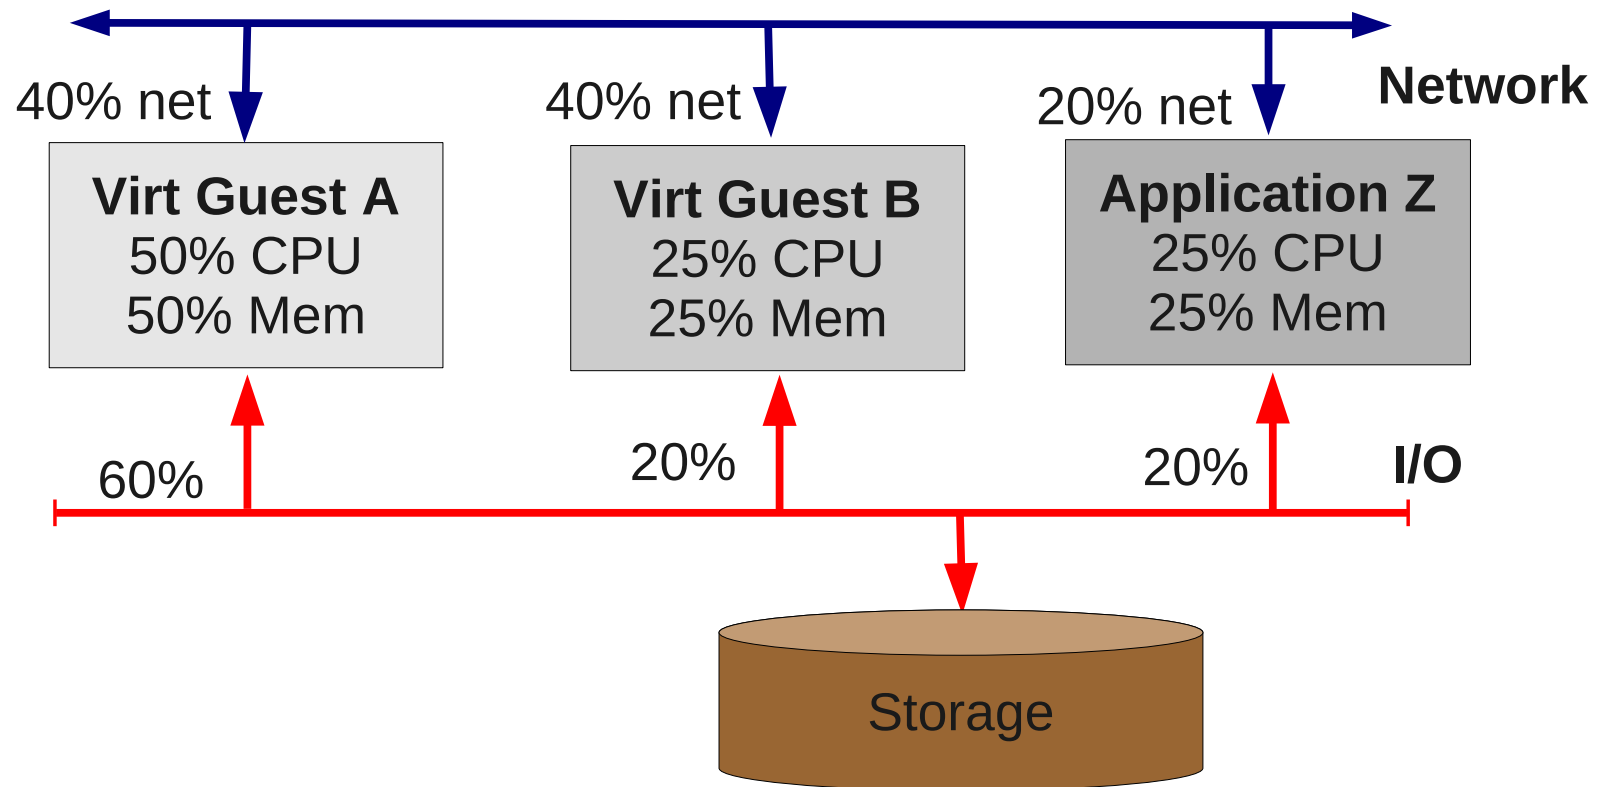 Network
40% net
40% net
20% net
Virt Guest A
50% CPU
50% Mem
Virt Guest B
25% CPU
25% Mem
Application Z
25% CPU
25% Mem
60%
20%
20%
I/O
Storage